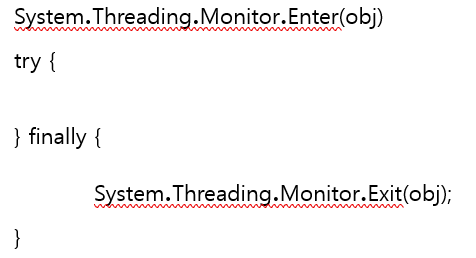 System.Threading.Monitor.Enter(obj)
try {
} finally {
System.Threading.Monitor.Exit(obj);
}